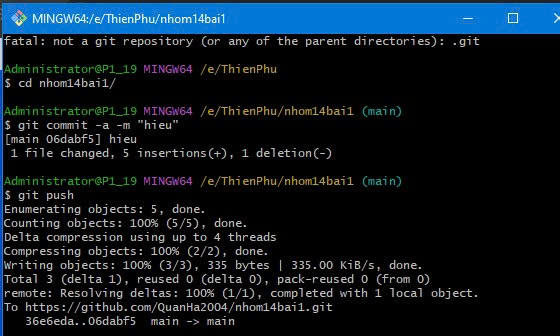 MINGW64:/e/ThienPhu/nhom14bai1
fatal: not a git repository (or any of the parent directories): .git
Administrator@P1_19 MINGW64 /e/ThienPhu
$ cd nhom14bai1/
Administrator@P1_19 MINGW64 /e/ThienPhu/nhom14bai1 (main)
$ git commit -a -m "hieu"
[main 06dabf5] hieu
 1 file changed, 5 insertions(+), 1 deletion(-)
Administrator@P1_19 MINGW64 /e/ThienPhu/nhom14bai1 (main)
$ git push
Enumerating objects: 5, done.
Counting objects: 100% (5/5), done.
Delta compression using up to 4 threads
Compressing objects: 100% (2/2), done.
Writing objects: 100% (3/3), 335 bytes | 335.00 KiB/s, done.
Total 3 (delta 1), reused 0 (delta 0), pack-reused 0 (from 0)
remote: Resolving deltas: 100% (1/1), completed with 1 local object.
To https://github.com/QuanHa2004/nhom14bai1.git
   36e6eda..06dabf5  main -> main